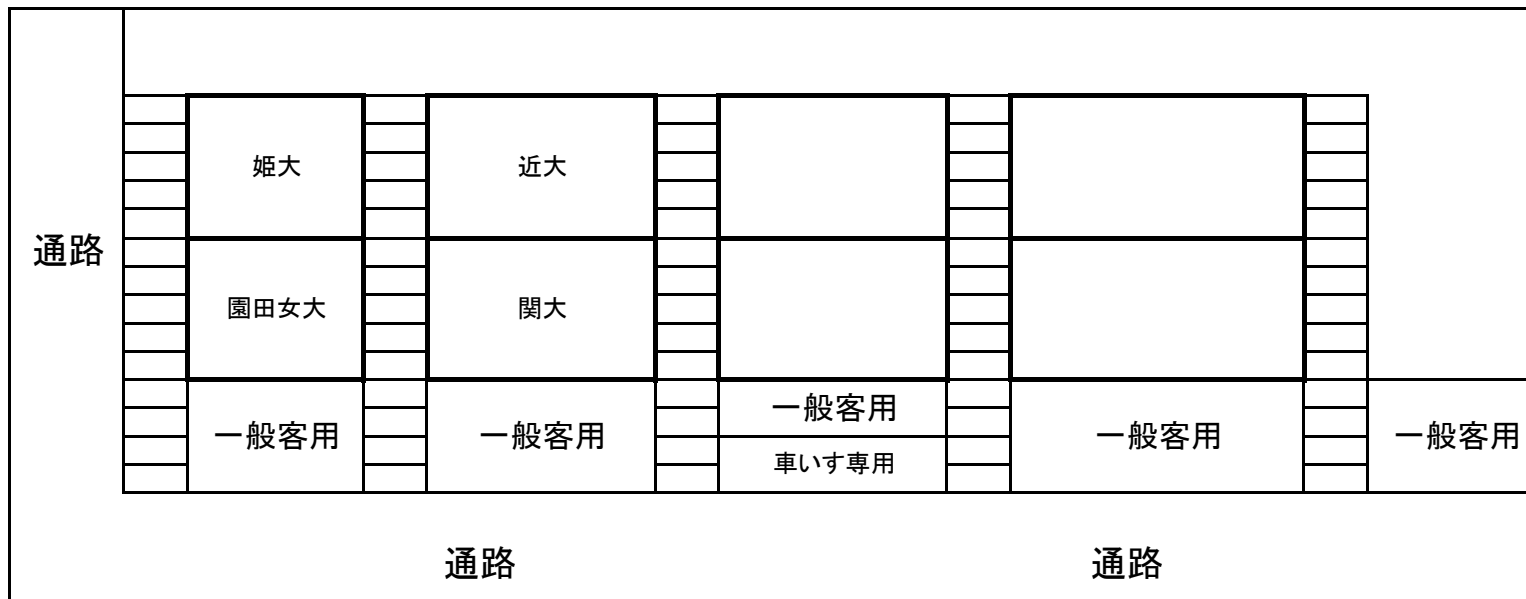 姫大
近大
通路
園田女大
関大
一般客用
一般客用
一般客用
車いす専用
一般客用
一般客用
通路
通路